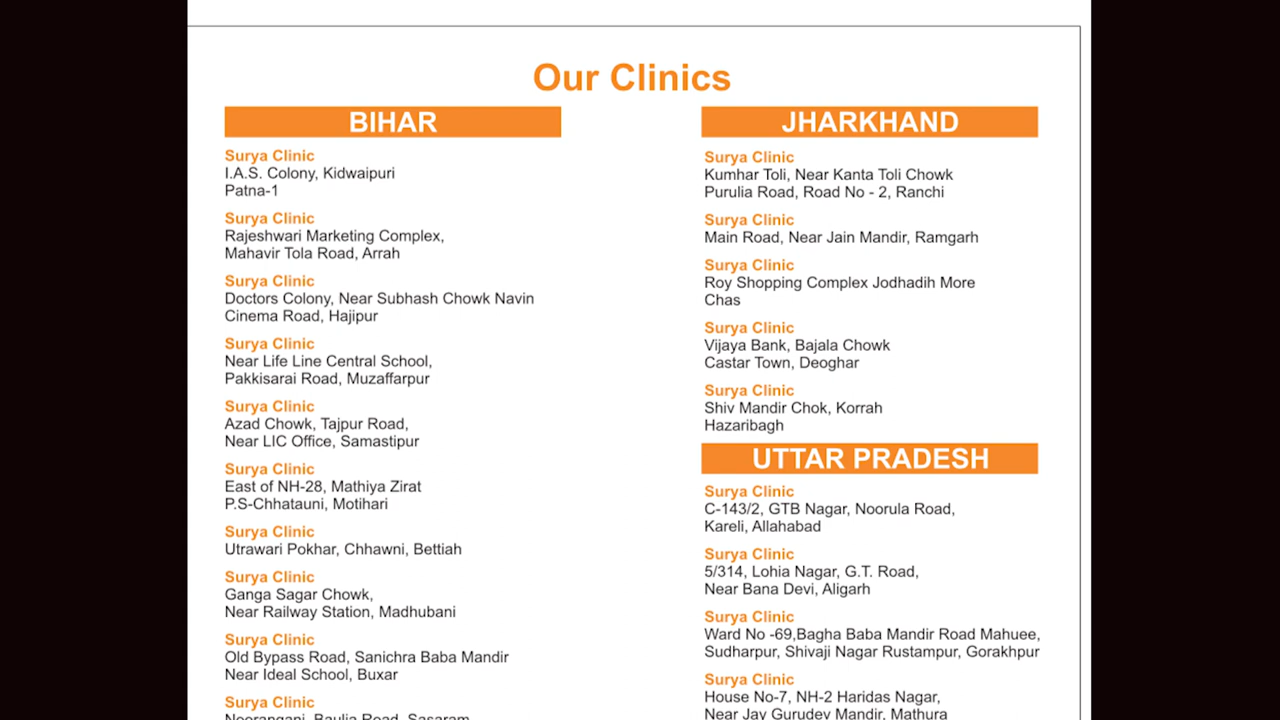 Our Clinics
BIHAR
Surya Clinic
I.A.S. Colony, Kidwaipuri
Patna-1
Surya Clinic
Rajeshwari Marketing Complex,
Mahavir Tola Road, Arrah
Surya Clinic
Doctors Colony, Near Subhash Chowk Navin
Cinema Road, Hajipur
Surya Clinic
Near Life Line Central School,
Pakkisarai Road, Muzaffarpur
Surya Clinic
Azad Chowk, Tajpur Road,
Near LIC Office, Samastipur
Surya Clinic
East of NH-28, Mathiya Zirat
P.S-Chhatauni, Motihari
Surya Clinic
Utrawari Pokhar, Chhawni, Bettiah
Surya Clinic
Ganga Sagar Chowk,
Near Railway Station, Madhubani
Surya Clinic
Old Bypass Road, Sanichra Baba Mandir
Near Ideal School, Buxar
Surya Clinic
Nooranganj, Baulia Road, Sasaram
JHARKHAND
Surya Clinic
Kumhar Toli, Near Kanta Toli Chowk
Purulia Road, Road No - 2, Ranchi
Surya Clinic
Main Road, Near Jain Mandir, Ramgarh
Surya Clinic
Roy Shopping Complex Jodhadih More
Chas
Surya Clinic
Vijaya Bank, Bajala Chowk
Castar Town, Deoghar
Surya Clinic
Shiv Mandir Chok, Korrah
Hazaribagh
UTTAR PRADESH
Surya Clinic
C-143/2, GTB Nagar, Noorula Road,
Kareli, Allahabad
Surya Clinic
5/314, Lohia Nagar, G.T. Road,
Near Bana Devi, Aligarh
Surya Clinic
Ward No -69,Bagha Baba Mandir Road Mahuee,
Sudharpur, Shivaji Nagar Rustampur, Gorakhpur
Surya Clinic
House No-7, NH-2 Haridas Nagar,
Near Jay Gurudev Mandir, Mathura